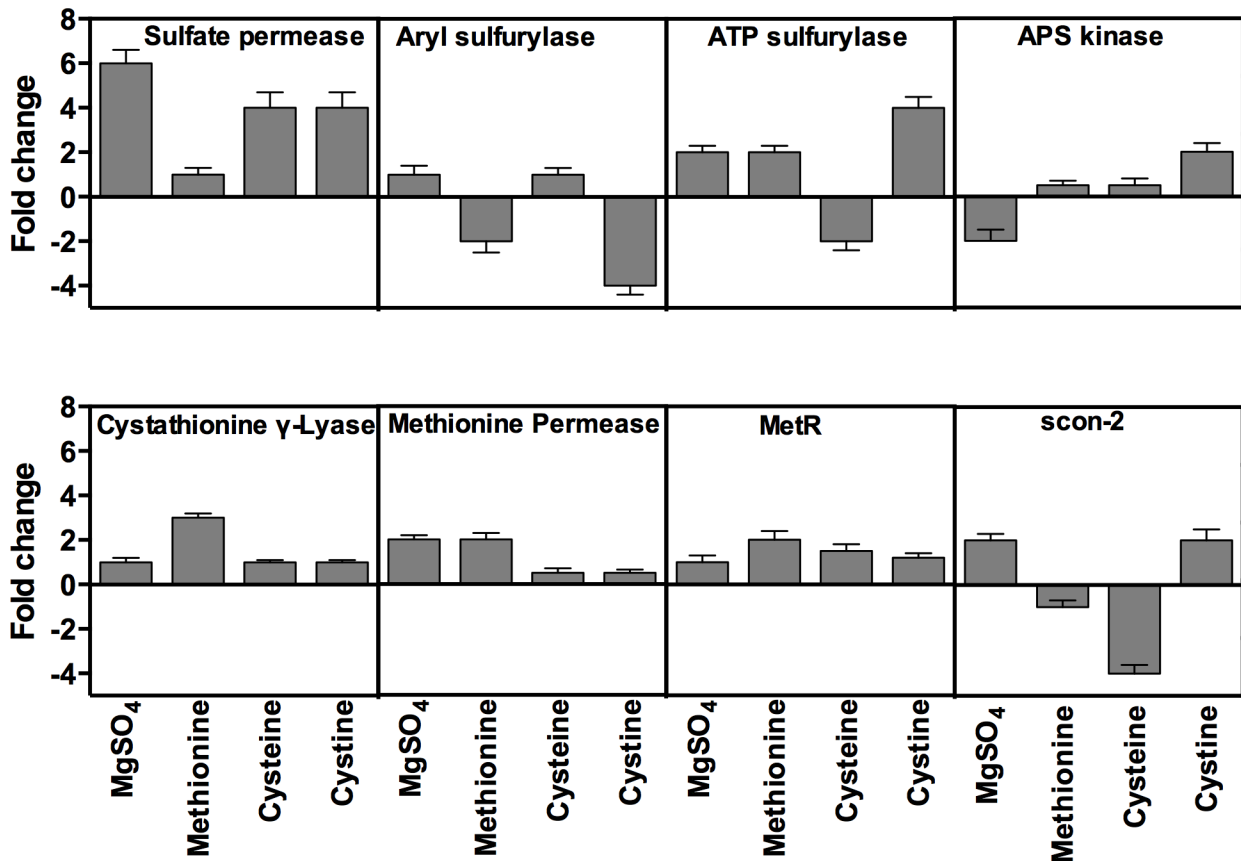 Fold change
8
6
4
2
0
-2
-4
Sulfate permease
Aryl sulfurylase
ATP sulfurylase
APS kinase
Fold change
8
6
4
2
0
-2
-4
Cystathionine γ-Lyase
Methionine Permease
MetR
scon-2
MgSO₄
Methionine
Cysteine
Cystine
MgSO₄
Methionine
Cysteine
Cystine
MgSO₄
Methionine
Cysteine
Cystine
MgSO₄
Methionine
Cysteine
Cystine